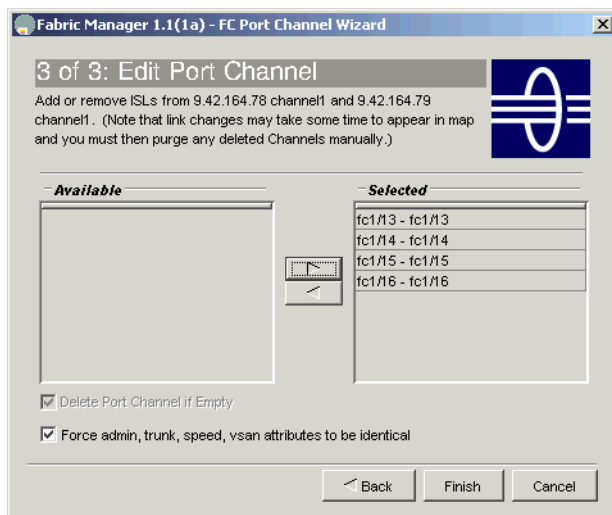 Fabric Manager 1.1(1a) - FC Port Channel Wizard
3 of 3: Edit Port Channel
Add or remove ISLs from 9.42.164.78 channel1 and 9.42.164.79
channel1. (Note that link changes may take some time to appear in map
and you must then purge any deleted Channels manually.)
Available
Selected
fc1/13 - fc1/13
fc1/14 - fc1/14
fc1/15 - fc1/15
fc1/16 - fc1/16
Delete Port Channel if Empty
Force admin, trunk, speed, vsan attributes to be identical
Back
Finish
Cancel